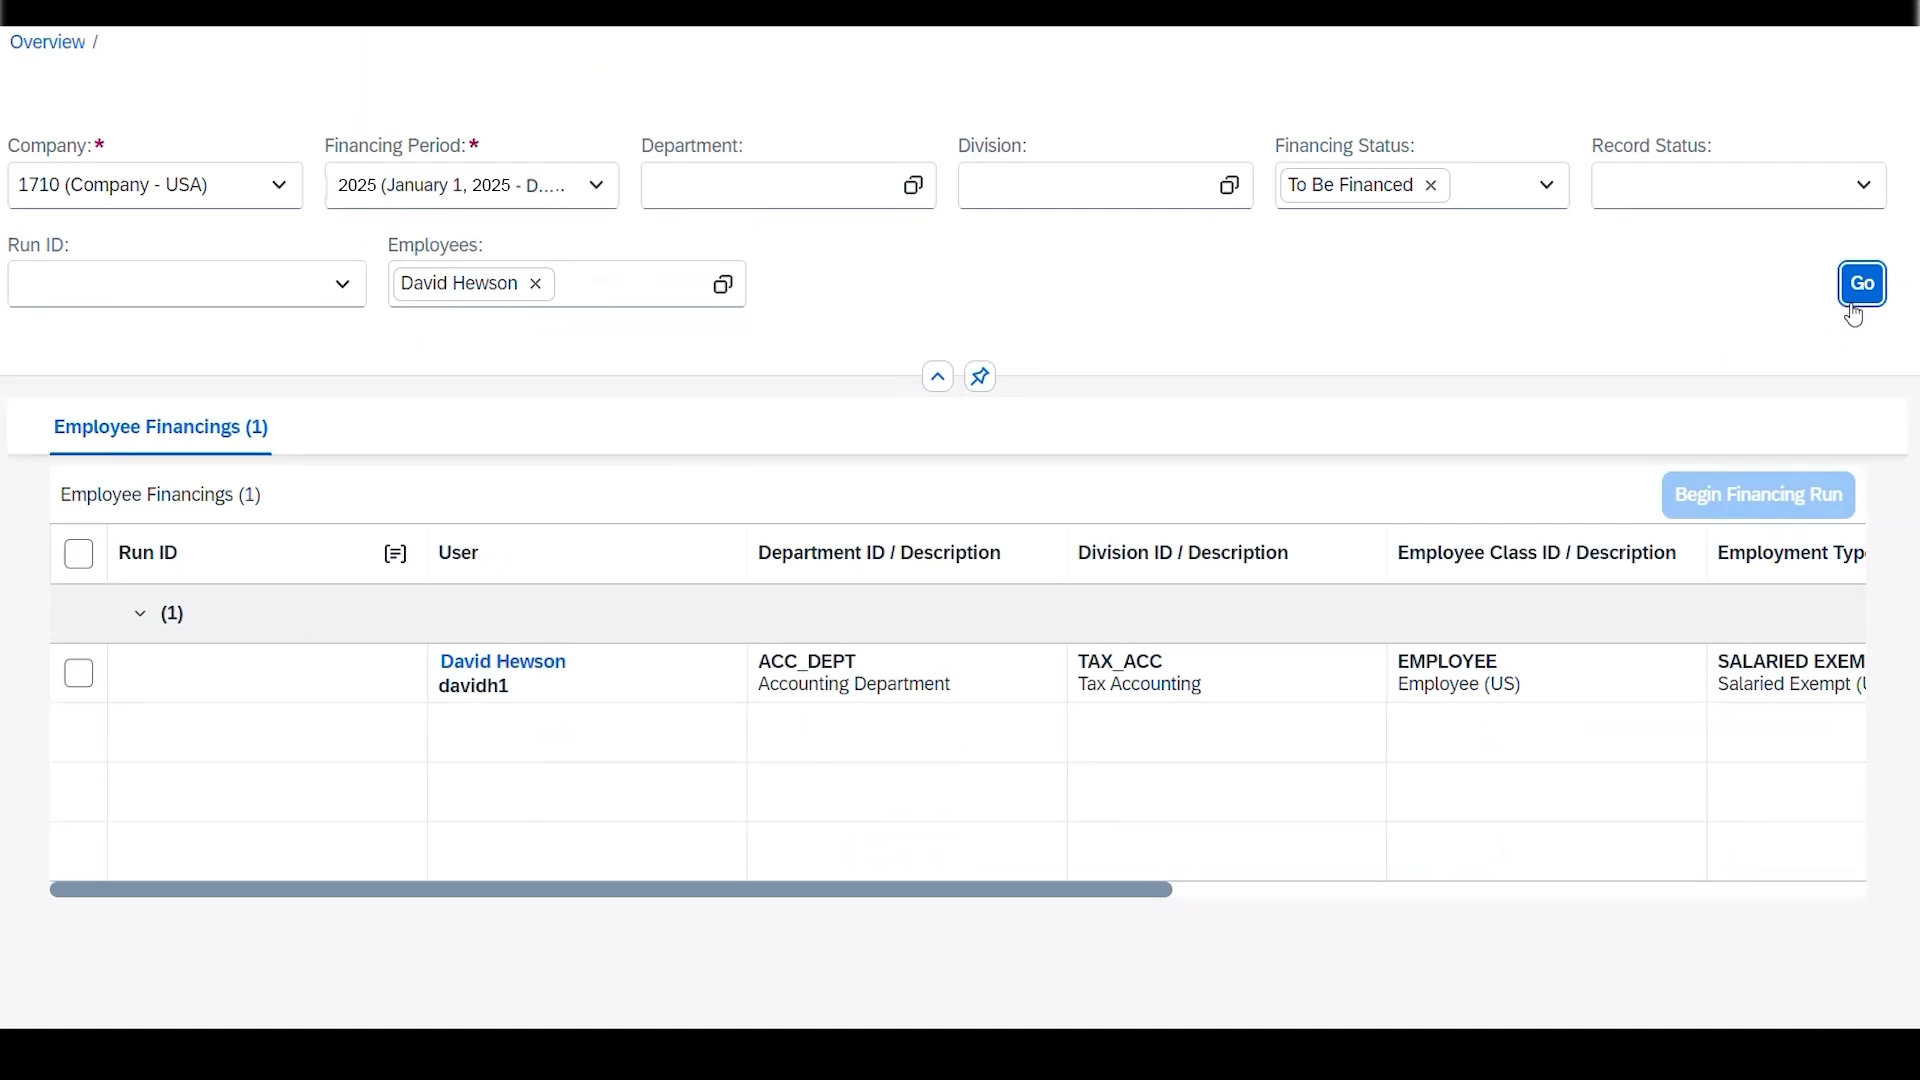 Overview /
Company:*
Financing Period:*
Department:
Division:
Financing Status:
Record Status:
1710 (Company - USA)
2025 (January 1, 2025 - D.....
To Be Financed
Run ID:
Employees:
David Hewson
Go
Employee Financings (1)
Employee Financings (1)
Begin Financing Run
Run ID
User
Department ID / Description
Division ID / Description
Employee Class ID / Description
Employment Typ
(1)
David Hewson
davidh1
ACC_DEPT
Accounting Department
TAX_ACC
Tax Accounting
EMPLOYEE
Employee (US)
SALARIED EXEM
Salaried Exempt (U